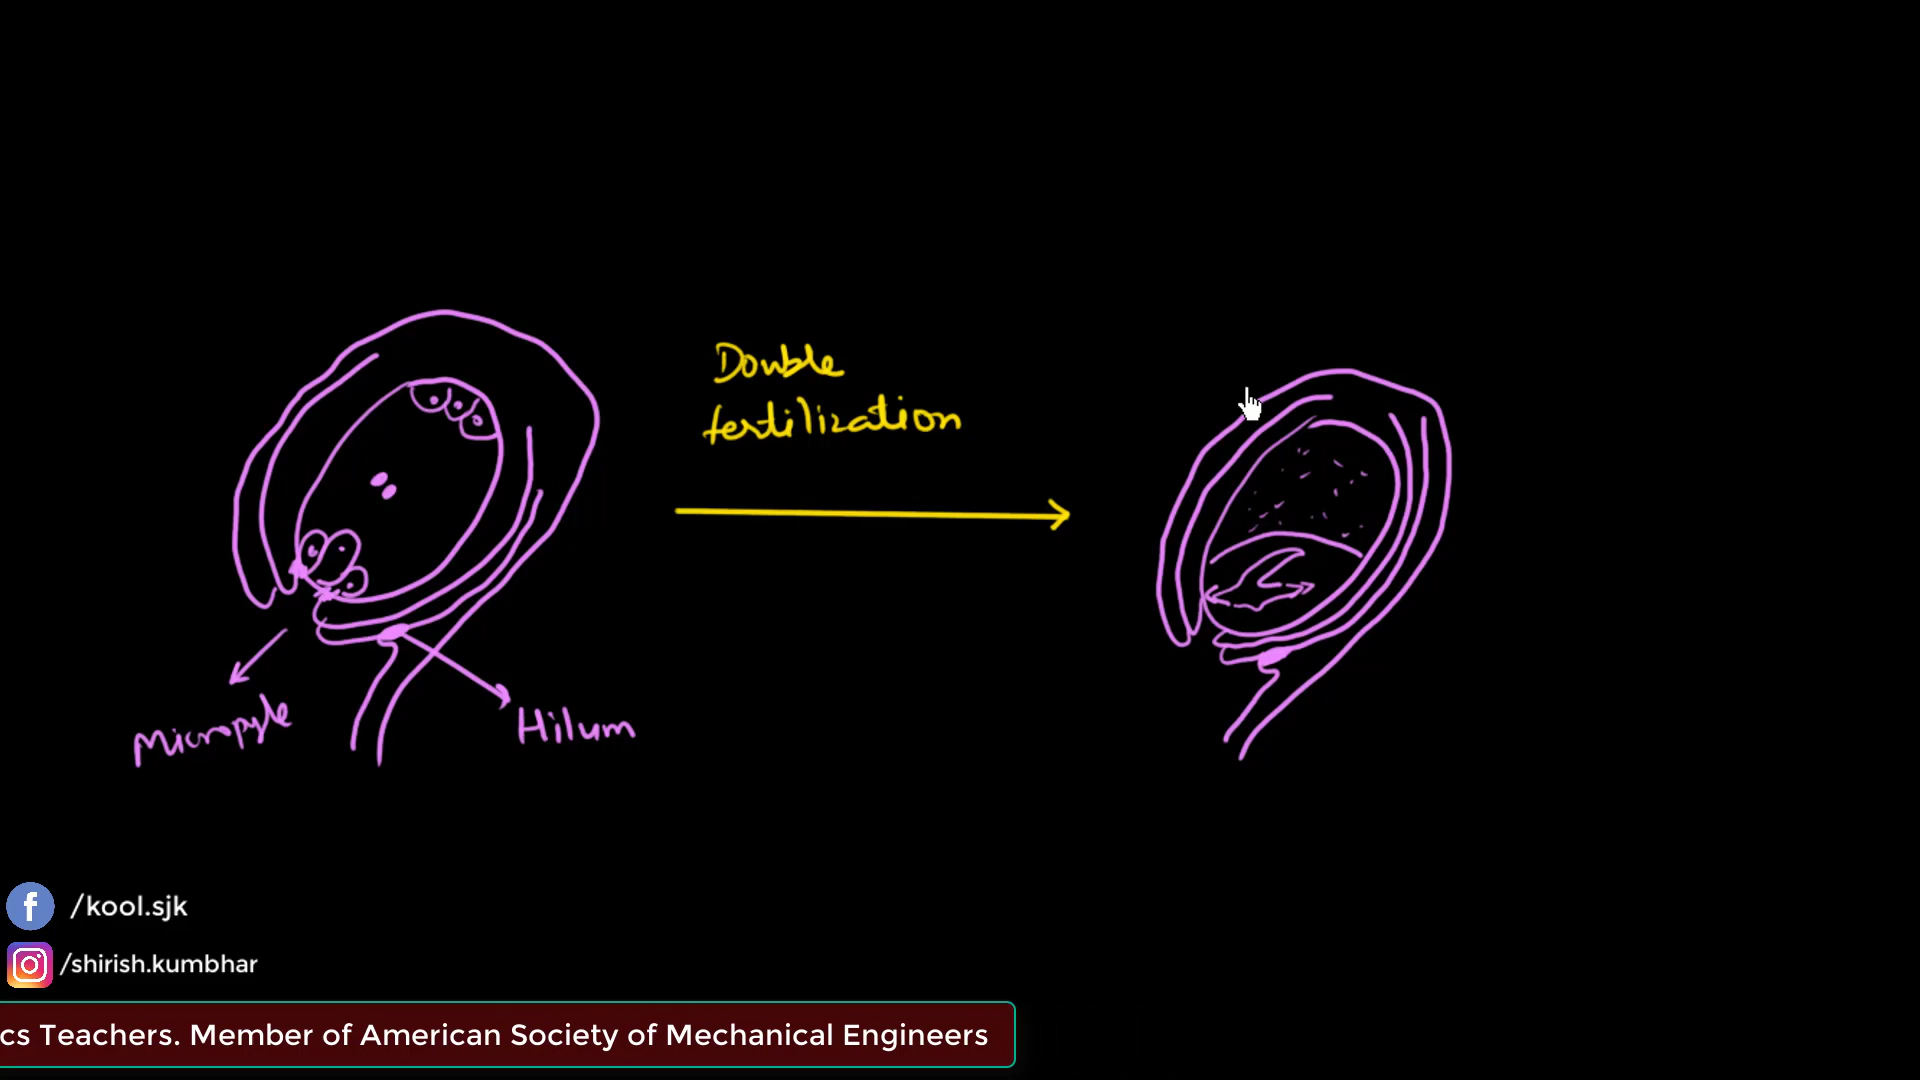 Double
fertilization
Micropyle
Hilum
/kool.sjk
/shirish.kumbhar
cs Teachers. Member of American Society of Mechanical Engineers